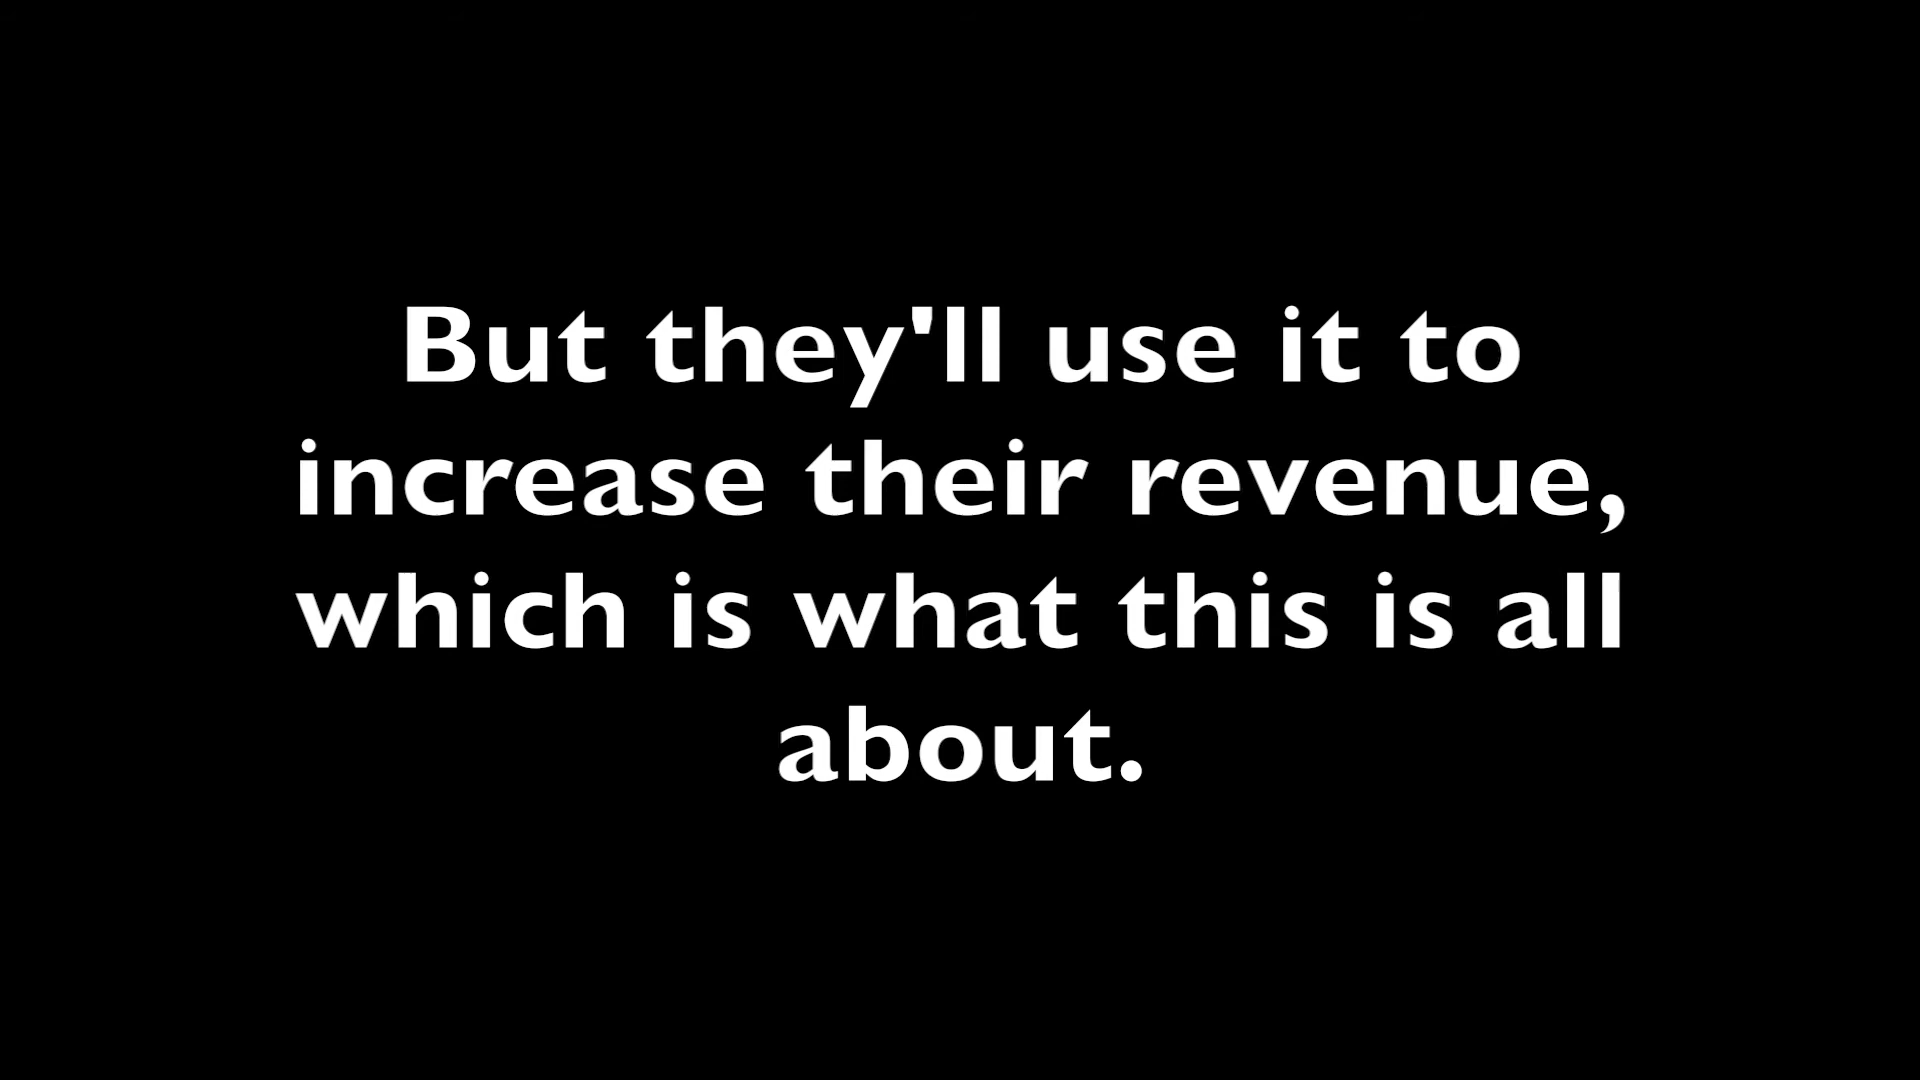 But they'll use it to
increase their revenue,
which is what this is all
about.